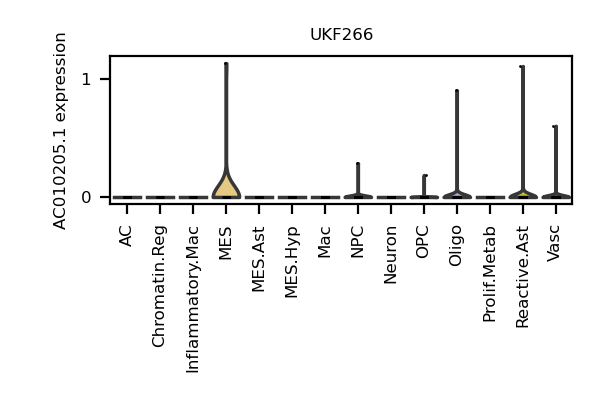 UKF266
AC010205.1 expression
1
0
AC
Chromatin.Reg
Inflammatory.Mac
MES
MES.Ast
MES.Hyp
Mac
NPC
Neuron
OPC
Oligo
Prolif.Metab
Reactive.Ast
Vasc